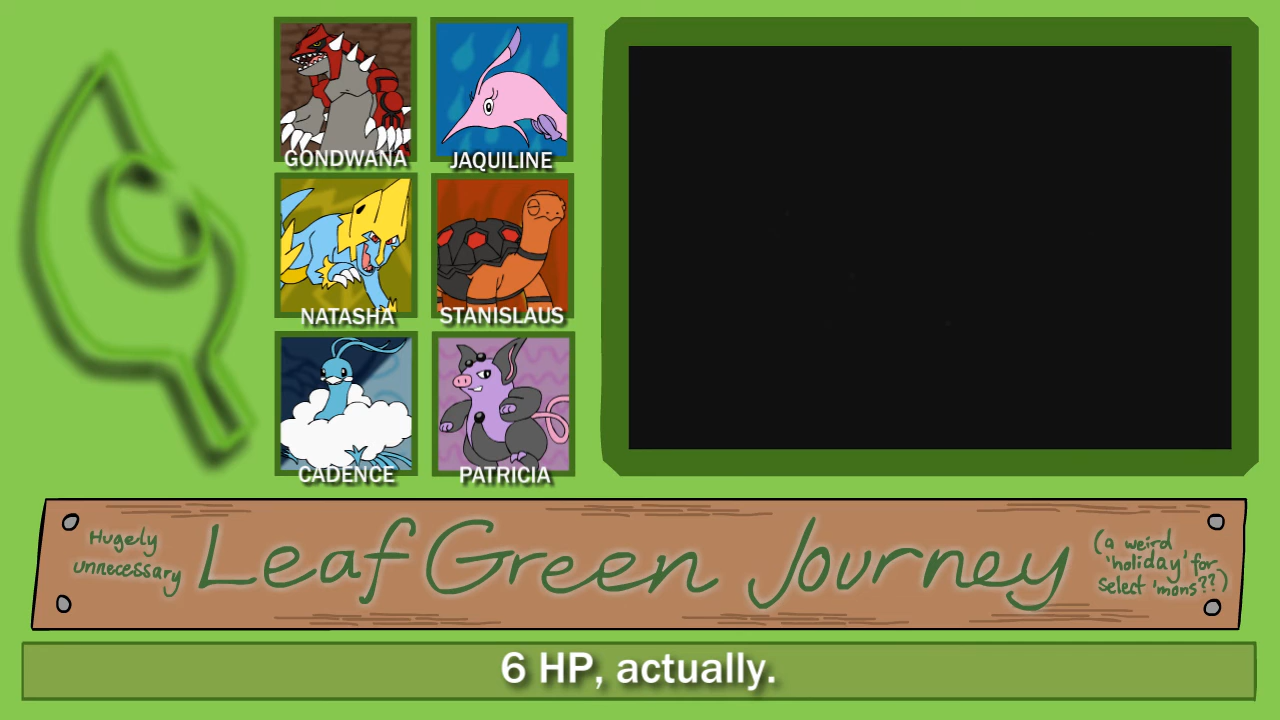 GONDWANA
JAQUILINE
NATASHA
STANISLAUS
CADENCE
PATRICIA
Hugely
unnecessary
LeafGreen Journey
(a weird
'holiday' for
select 'mons??)
6 HP, actually.